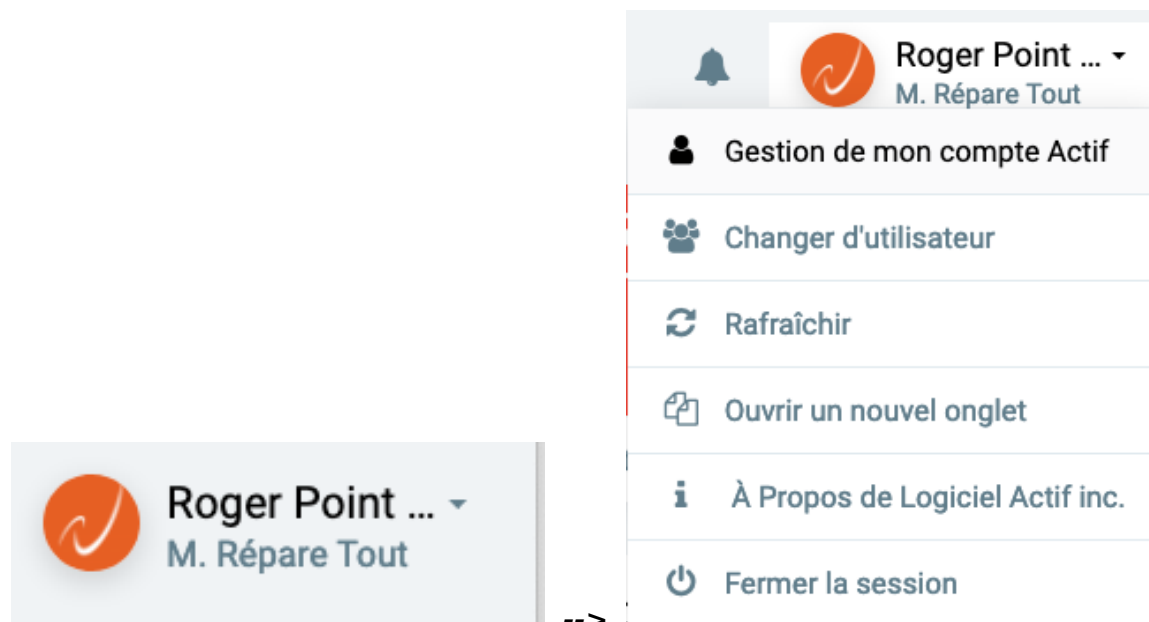 Roger Point ...
M. Répare Tout
-->
Roger Point ...
M. Répare Tout
Gestion de mon compte Actif
Changer d'utilisateur
Rafraîchir
Ouvrir un nouvel onglet
À Propos de Logiciel Actif inc.
Fermer la session